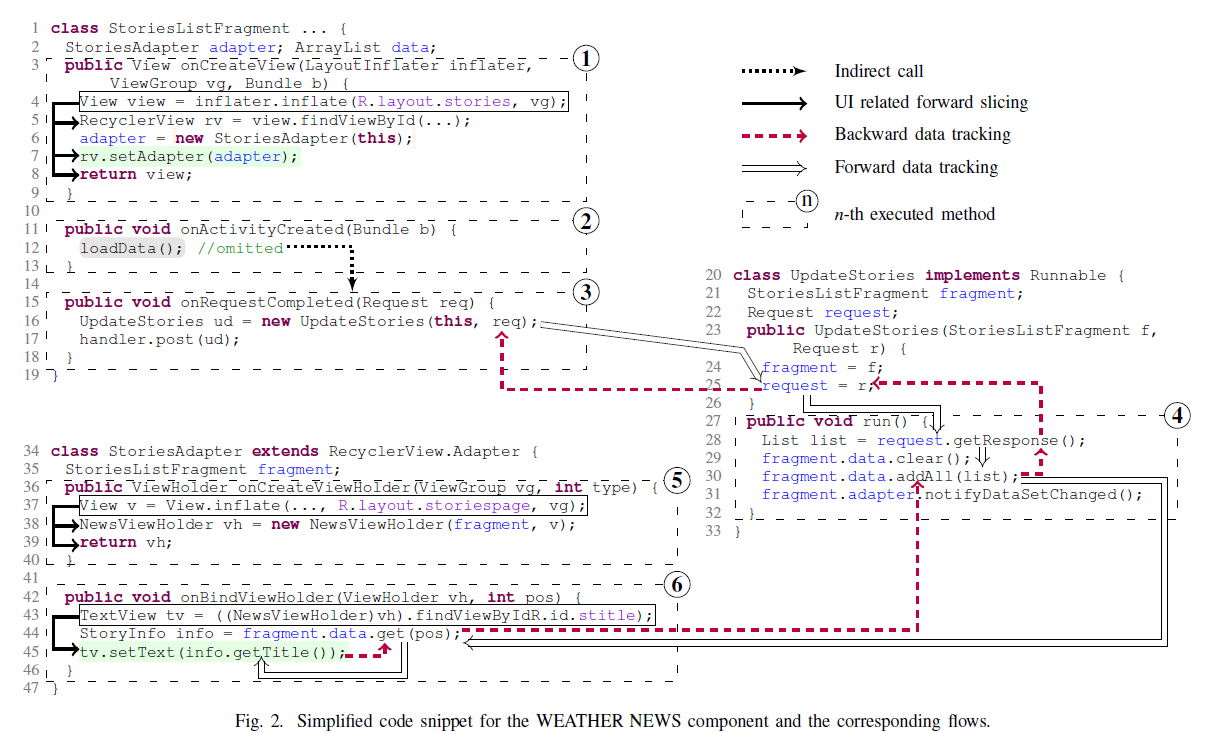 1 class StoriesListFragment ... {
2 StoriesAdapter adapter; ArrayList data;
3 public View onCreateView(LayoutInflater inflater,
ViewGroup vg, Bundle b) {
4 View view = inflater.inflate(R.layout.stories, vg);
5 RecyclerView rv = view.findViewById(...);
6 adapter = new StoriesAdapter(this);
7 rv.setAdapter(adapter);
8 return view;
9 }
1
10
11 public void onActivityCreated(Bundle b) {
12 loadData(); //omitted
13 }
2
14
15 public void onRequestCompleted(Request req) {
16 UpdateStories ud = new UpdateStories(this, req);
17 handler.post(ud);
18 }
19 }
3
Indirect call
UI related forward slicing
Backward data tracking
Forward data tracking
n
n-th executed method
20 class UpdateStories implements Runnable {
21 StoriesListFragment fragment;
22 Request request;
23 public UpdateStories(StoriesListFragment f,
Request r) {
24 fragment = f;
25 request = r;
26 }
27 public void run() {
28 List list = request.getResponse();
29 fragment.data.clear();
30 fragment.data.addAll(list);
31 fragment.adapter.notifyDataSetChanged();
32 }
33 }
4
34 class StoriesAdapter extends RecyclerView.Adapter {
35 StoriesListFragment fragment;
36 public ViewHolder onCreateViewHolder(ViewGroup vg, int type) {
37 View v = View.inflate(..., R.layout.storiespage, vg);
38 NewsViewHolder vh = new NewsViewHolder(fragment, v);
39 return vh;
40 }
5
41
42 public void onBindViewHolder(ViewHolder vh, int pos) {
43 TextView tv = ((NewsViewHolder)vh).findViewByIdR.id.stitle);
44 StoryInfo info = fragment.data.get(pos);
45 tv.setText(info.getTitle());
46 }
47 }
6
Fig. 2. Simplified code snippet for the WEATHER NEWS component and the corresponding flows.